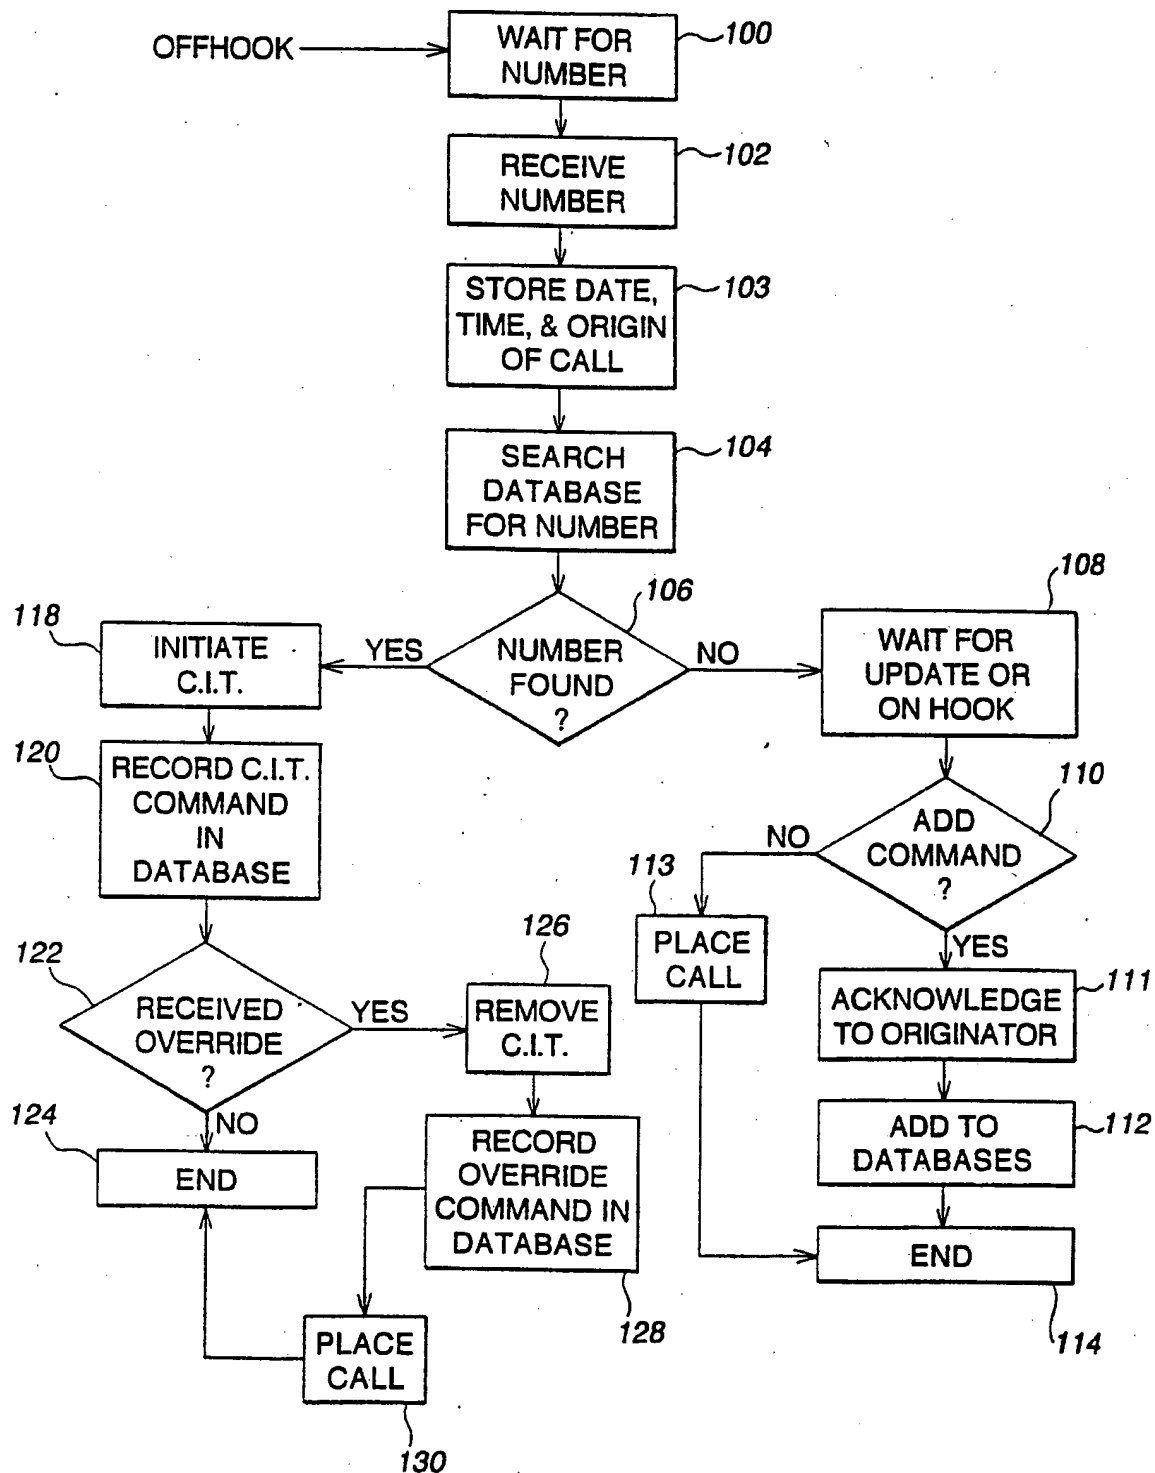 OFFHOOK
WAIT FOR
NUMBER
100
RECEIVE
NUMBER
102
STORE DATE,
TIME, & ORIGIN
OF CALL
103
SEARCH
DATABASE
FOR NUMBER
104
NUMBER
FOUND
?
106
YES
NO
118
INITIATE
C.I.T.
108
WAIT FOR
UPDATE OR
ON HOOK
120
RECORD C.I.T.
COMMAND
IN
DATABASE
110
ADD
COMMAND
?
NO
YES
113
PLACE
CALL
122
RECEIVED
OVERRIDE
?
YES
NO
126
REMOVE
C.I.T.
ACKNOWLEDGE
TO ORIGINATOR
111
124
END
RECORD
OVERRIDE
COMMAND IN
DATABASE
128
ADD TO
DATABASES
112
END
114
PLACE
CALL
130